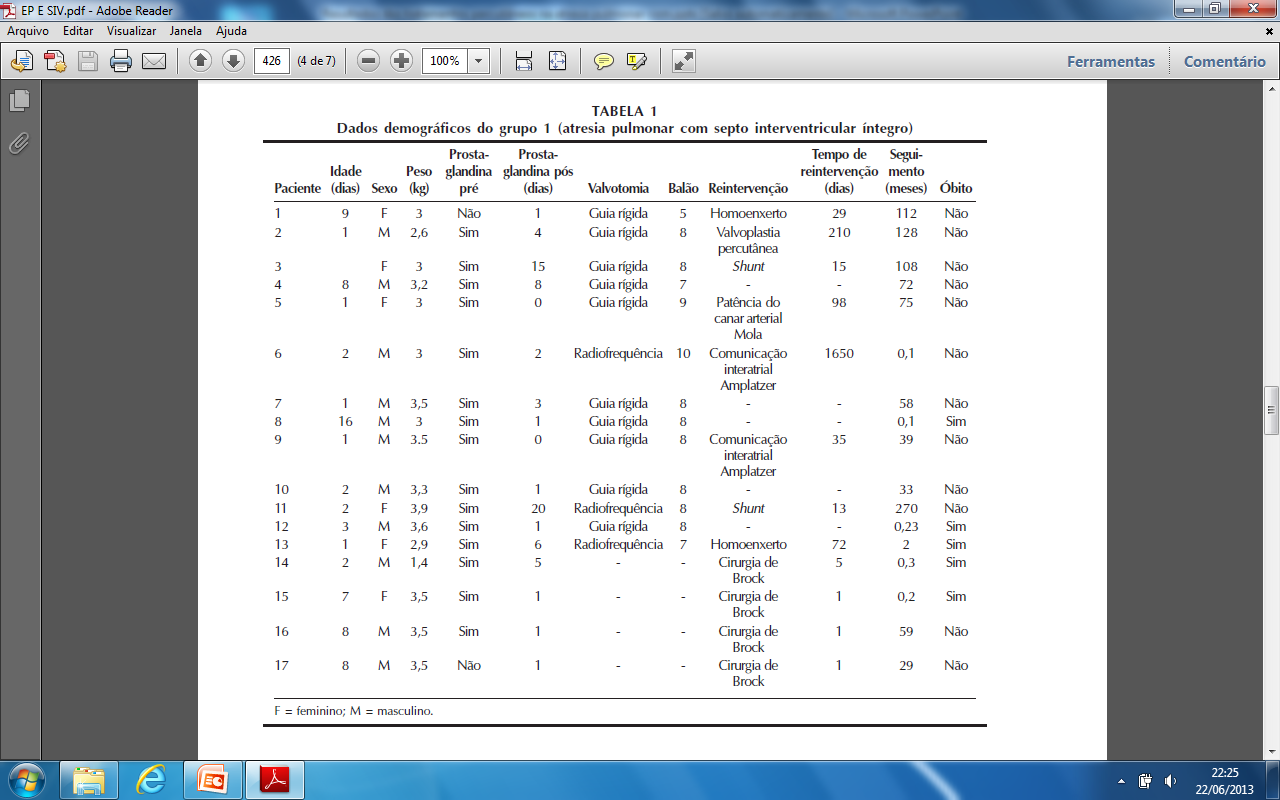 EP E SIV.pdf - Adobe Reader
Arquivo Editar Visualizar Janela Ajuda
426 (4 de 7) 100% Ferramentas Comentário
TABELA 1
Dados demográficos do grupo 1 (atresia pulmonar com septo interventricular íntegro)
Prosta- Prosta- Tempo de Segui-
Idade Peso glandina glandina pós reintervenção mento
Paciente (dias) Sexo (kg) pré (dias) Valvotomia Balão Reintervenção (dias) (meses) Óbito
1 9 F 3 Não 1 Guia rígida 5 Homoenxerto 29 112 Não
2 1 M 2,6 Sim 4 Guia rígida 8 Valvoplastia 210 128 Não
percutânea
3 F 3 Sim 15 Guia rígida 8 Shunt 15 108 Não
4 8 M 3,2 Sim 8 Guia rígida 7 - - 72 Não
5 1 F 3 Sim 0 Guia rígida 9 Patência do 98 75 Não
canar arterial
Mola
6 2 M 3 Sim 2 Radiofrequência 10 Comunicação 1650 0,1 Não
interatrial
Amplatzer
7 1 M 3,5 Sim 3 Guia rígida 8 - - 58 Não
8 16 M 3 Sim 1 Guia rígida 8 - - 0,1 Sim
9 1 M 3.5 Sim 0 Guia rígida 8 Comunicação 35 39 Não
interatrial
Amplatzer
10 2 M 3,3 Sim 1 Guia rígida 8 - - 33 Não
11 2 F 3,9 Sim 20 Radiofrequência 8 Shunt 13 270 Não
12 3 M 3,6 Sim 1 Guia rígida 8 - - 0,23 Sim
13 1 F 2,9 Sim 6 Radiofrequência 7 Homoenxerto 72 2 Sim
14 2 M 1,4 Sim 5 - - Cirurgia de 5 0,3 Sim
Brock
15 7 F 3,5 Sim 1 - - Cirurgia de 1 0,2 Sim
Brock
16 8 M 3,5 Sim 1 - - Cirurgia de 1 59 Não
Brock
17 8 M 3,5 Não 1 - - Cirurgia de 1 29 Não
Brock
F = feminino; M = masculino.
22:25
22/06/2013